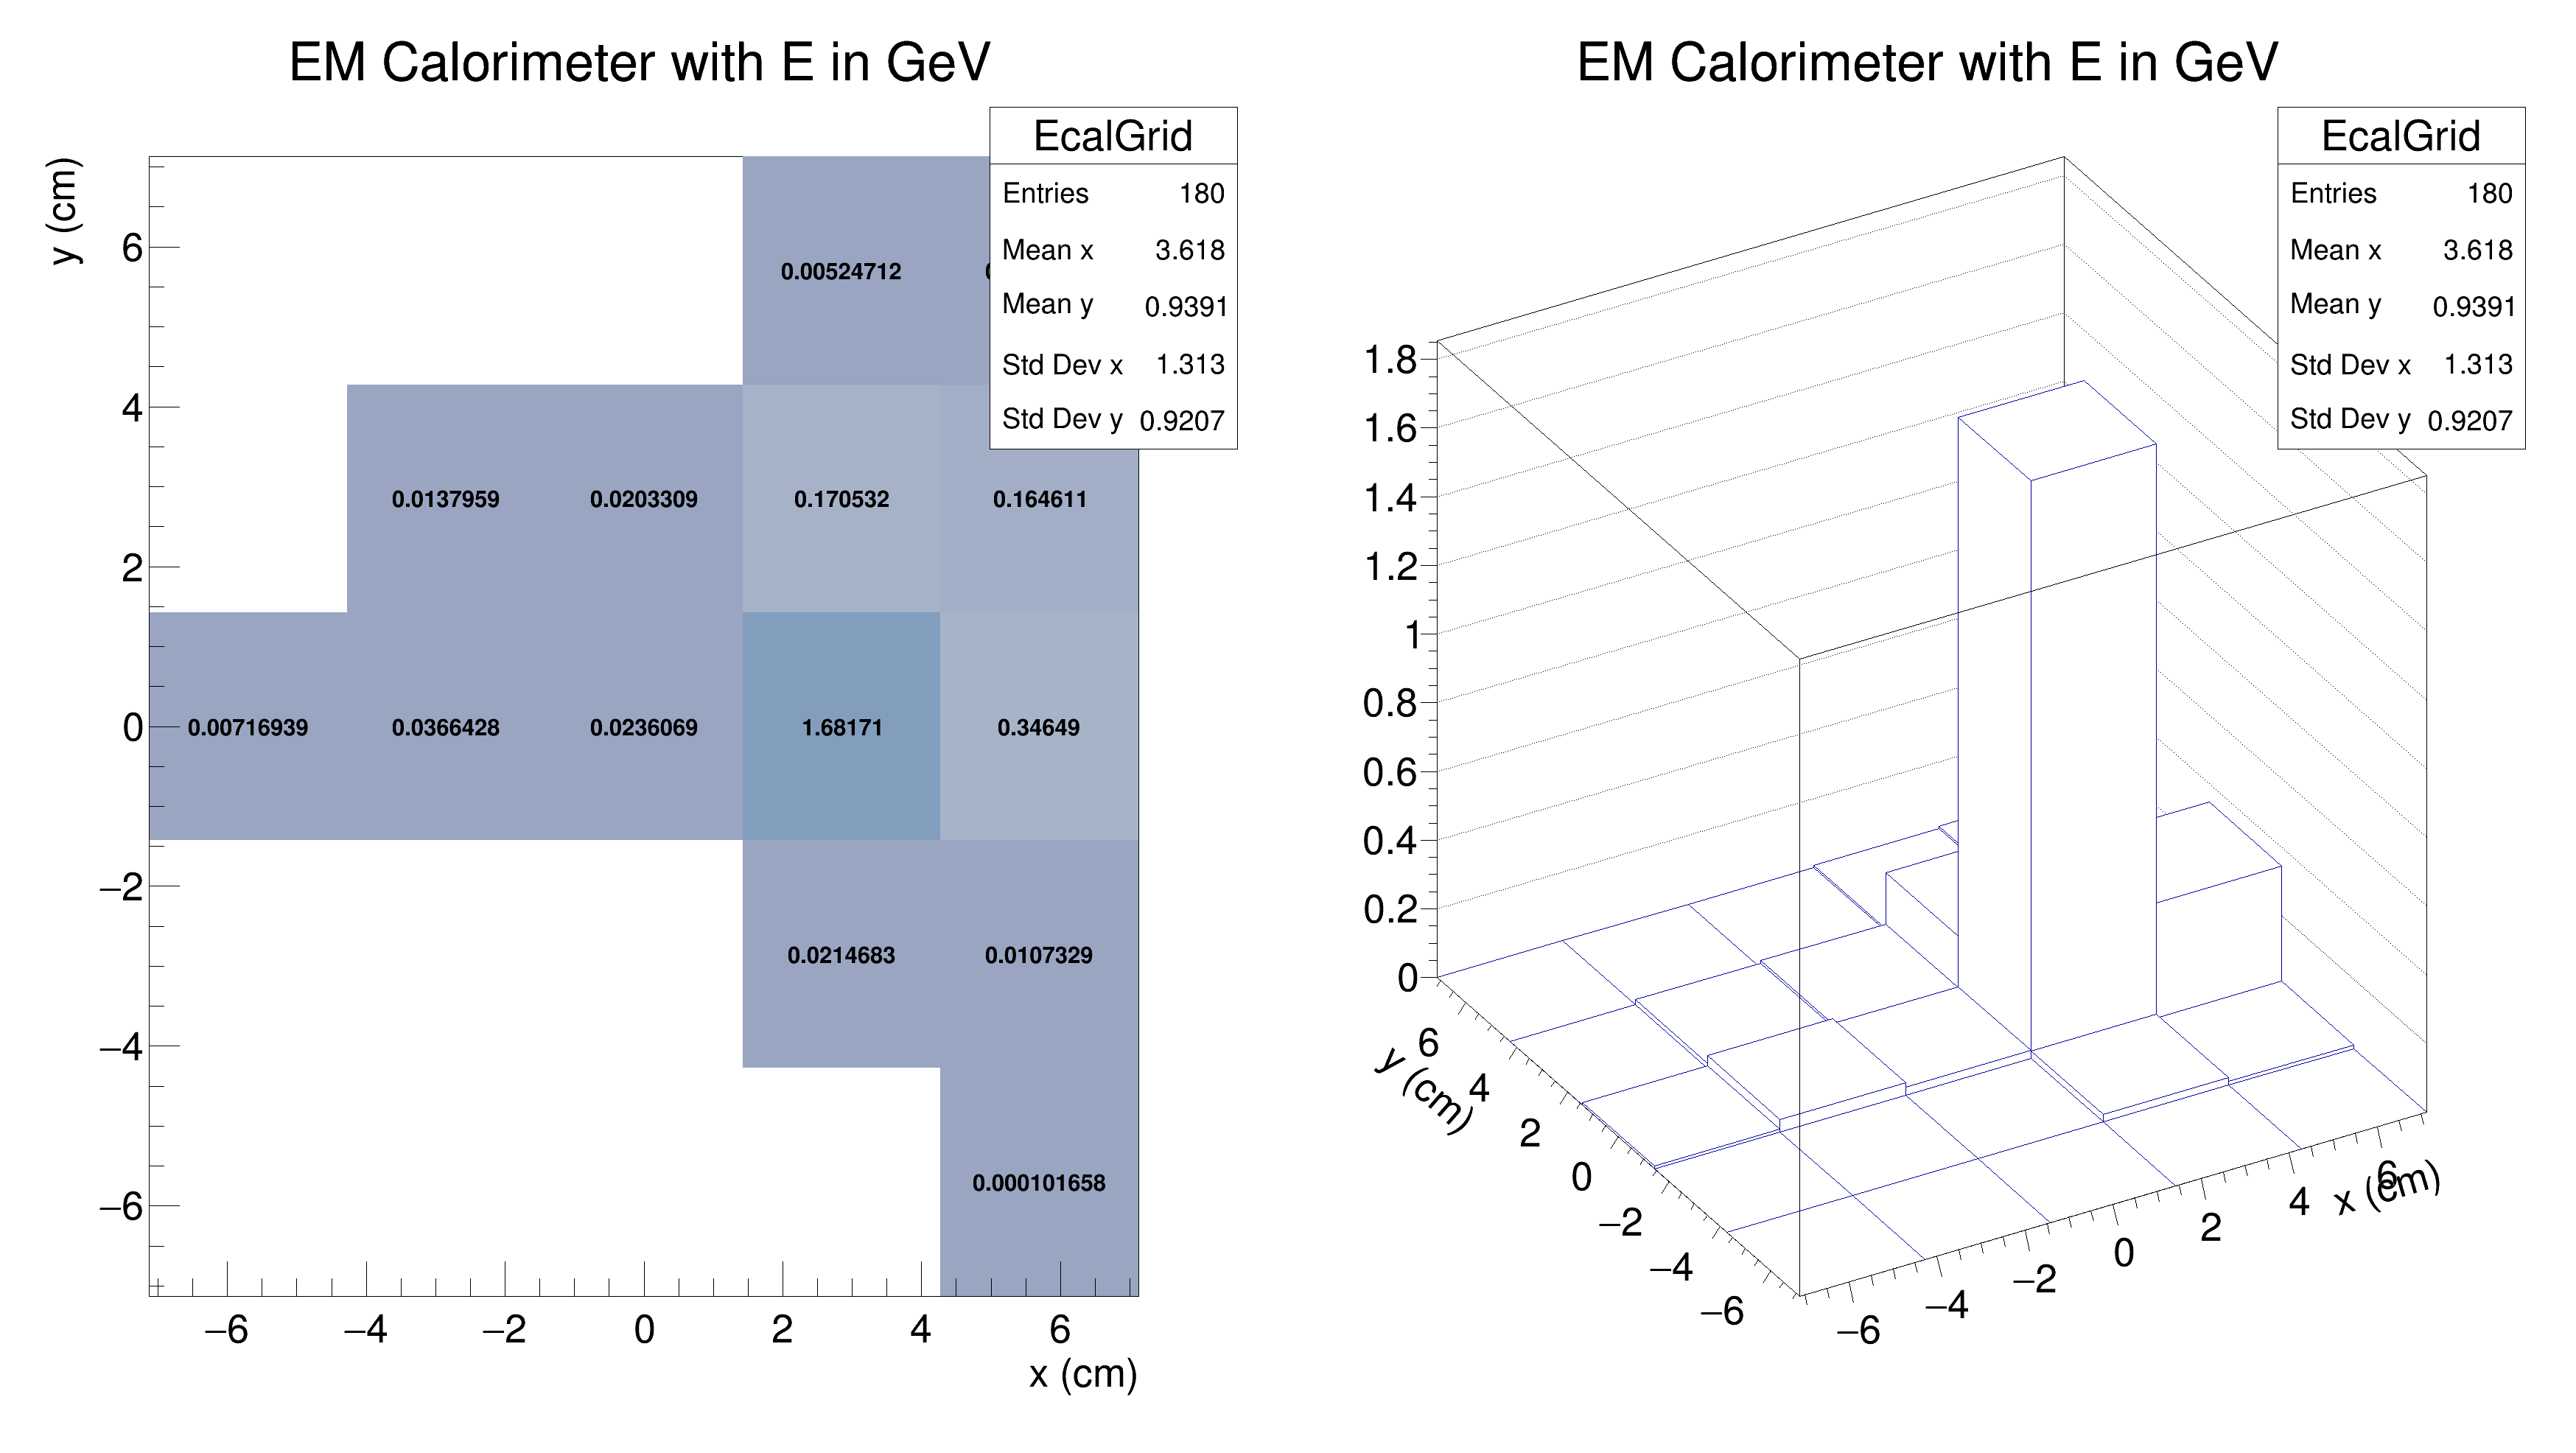 EM Calorimeter with E in GeV
EcalGrid
Entries 180
Mean x 3.618
Mean y 0.9391
Std Dev x 1.313
Std Dev y 0.9207
y (cm)
6
4
2
0
−2
−4
−6
0.00524712
0.0137959 0.0203309 0.170532 0.164611
0.00716939 0.0366428 0.0236069 1.68171 0.34649
0.0214683 0.0107329
0.000101658
−6 −4 −2 0 2 4 6
x (cm)
EM Calorimeter with E in GeV
EcalGrid
Entries 180
Mean x 3.618
Mean y 0.9391
Std Dev x 1.313
Std Dev y 0.9207
1.8
1.6
1.4
1.2
1
0.8
0.6
0.4
0.2
0
y (cm)
6
4
2
0
−2
−4
−6
−6 −4 −2 0 2 4 6
x (cm)